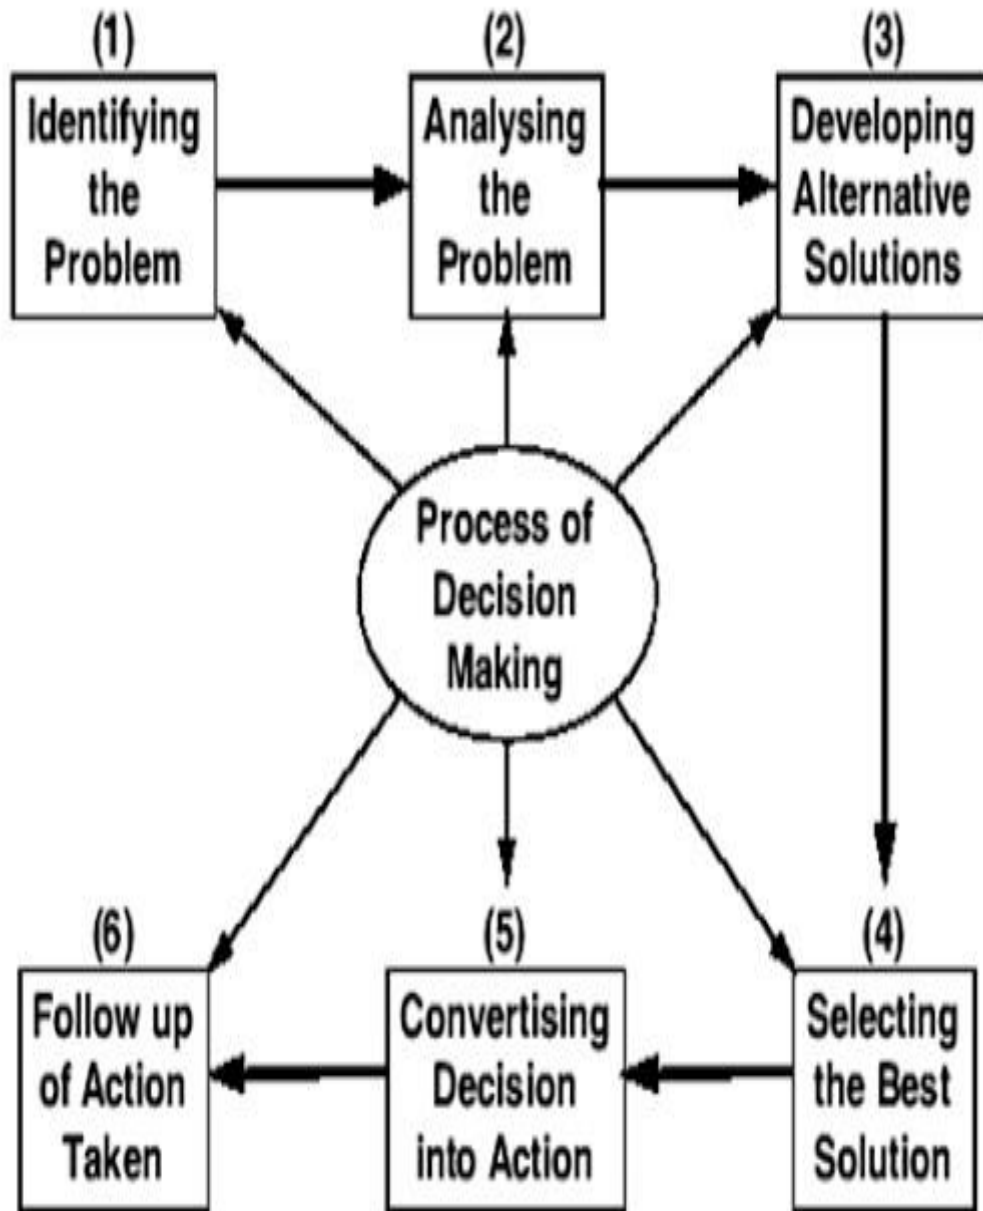 (1)
Identifying
the
Problem
(2)
Analysing
the
Problem
(3)
Developing
Alternative
Solutions
Process of
Decision
Making
(4)
Selecting
the Best
Solution
(5)
Convertising
Decision
into Action
(6)
Follow up
of Action
Taken